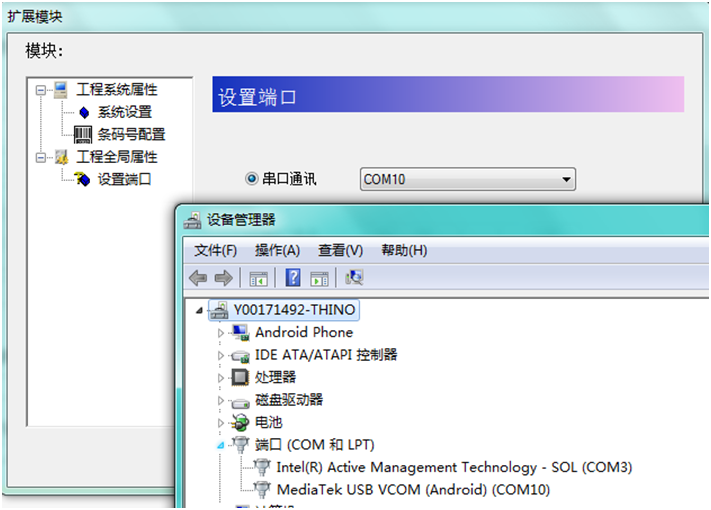 扩展模块
模块:
工程系统属性
系统设置
条码号配置
工程全局属性
设置端口
设置端口
串口通讯 COM10
设备管理器
文件(F) 操作(A) 查看(V) 帮助(H)
Y00171492-THINO
Android Phone
IDE ATA/ATAPI 控制器
处理器
磁盘驱动器
电池
端口 (COM 和 LPT)
Intel(R) Active Management Technology - SOL (COM3)
MediaTek USB VCOM (Android) (COM10)